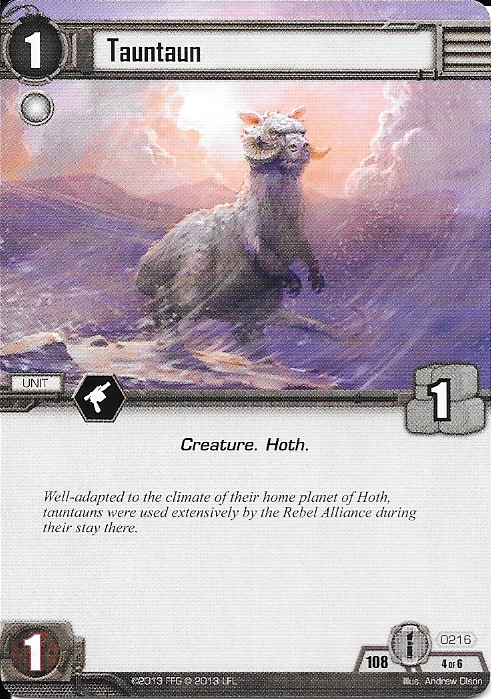 1
Tauntaun
UNIT
1
Creature. Hoth.
Well-adapted to the climate of their home planet of Hoth,
tauntauns were used extensively by the Rebel Alliance during
their stay there.
1
©2013 FFG © 2013 LFL
108
0216
4 OF 6
Illus. Andrew Olson